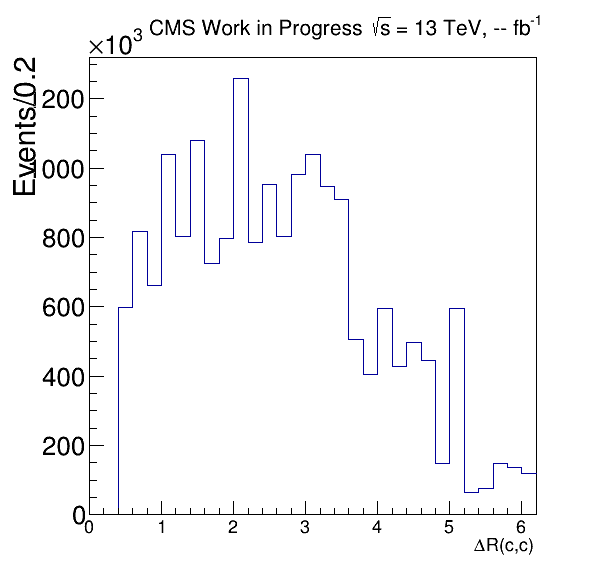 ×10³ CMS Work in Progress √s = 13 TeV, -- fb⁻¹
Events/0.2
1200
1000
800
600
400
200
0
0 1 2 3 4 5 6
ΔR(c,c)